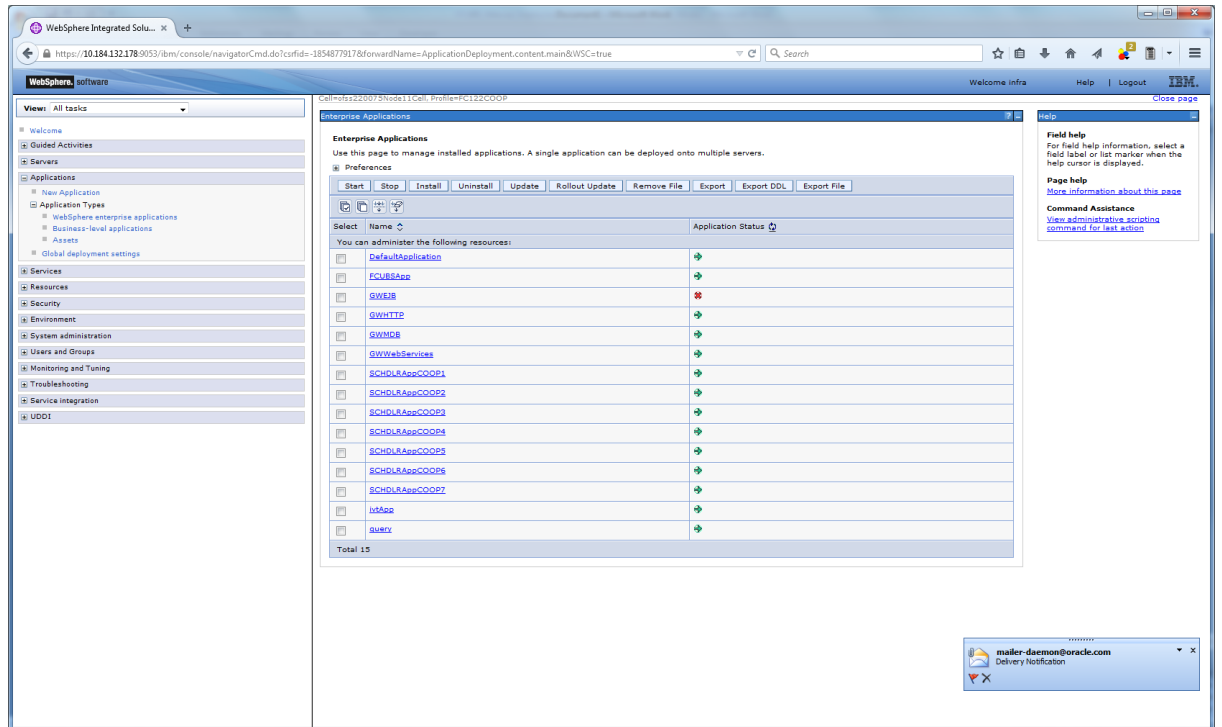 WebSphere Integrated Solu... × +
https://10.184.132.178:9053/ibm/console/navigatorCmd.do?csrfid=-1854877917&forwardName=ApplicationDeployment.content.main&WSC=true
Search
2
WebSphere. software
Welcome infra
Help | Logout
IBM.
View: All tasks
Welcome
Guided Activities
Servers
Applications
New Application
Application Types
WebSphere enterprise applications
Business-level applications
Assets
Global deployment settings
Services
Resources
Security
Environment
System administration
Users and Groups
Monitoring and Tuning
Troubleshooting
Service integration
UDDI
Cell=ofss220075Node11Cell, Profile=FC122COOP
Close page
Enterprise Applications
? -
Enterprise Applications
Use this page to manage installed applications. A single application can be deployed onto multiple servers.
Preferences
Start Stop Install Uninstall Update Rollout Update Remove File Export Export DDL Export File
Select Name Application Status
You can administer the following resources:
DefaultApplication
FCUBSApp
GWEJB
GWHTTP
GWMDB
GWWebServices
SCHDLRAppCOOP1
SCHDLRAppCOOP2
SCHDLRAppCOOP3
SCHDLRAppCOOP4
SCHDLRAppCOOP5
SCHDLRAppCOOP6
SCHDLRAppCOOP7
ivtApp
query
Total 15
Help
Field help
For field help information, select a
field label or list marker when the
help cursor is displayed.
Page help
More information about this page
Command Assistance
View administrative scripting
command for last action
mailer-daemon@oracle.com
Delivery Notification